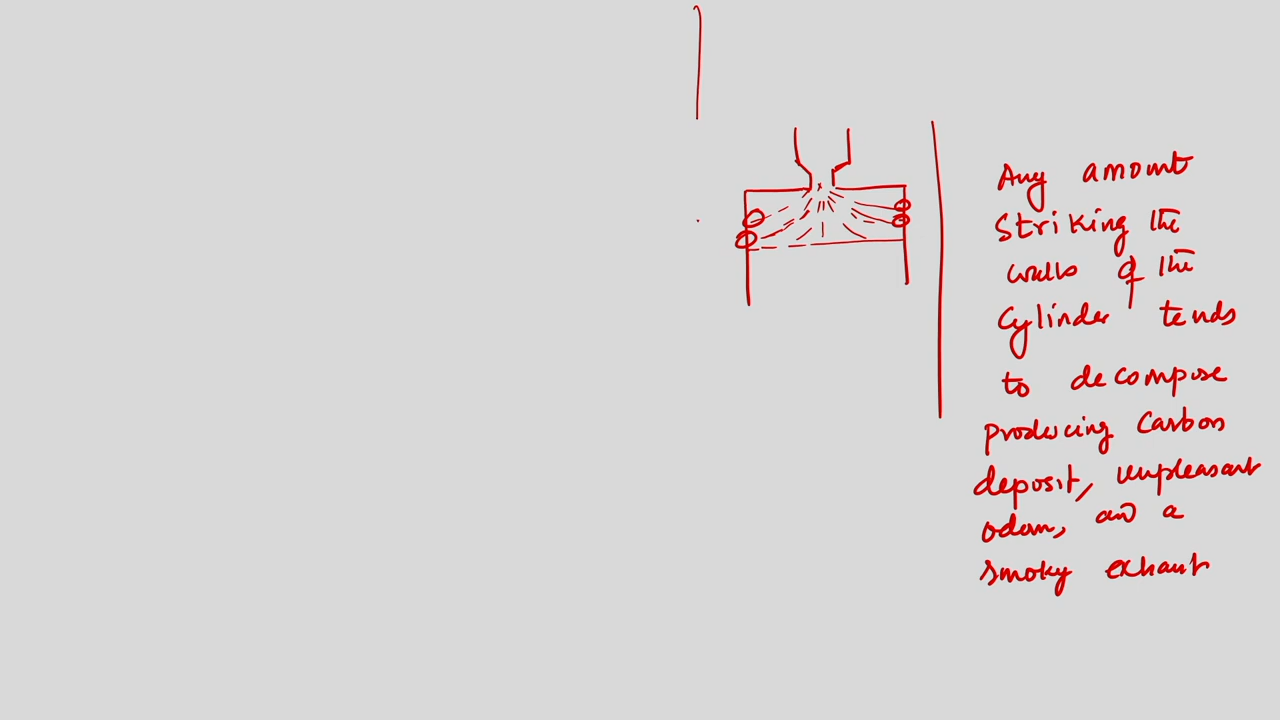 Any amount
striking the
walls of the
cylinder tends
to decompose
producing carbon
deposit, unpleasant
odour, and a
smoky exhaust